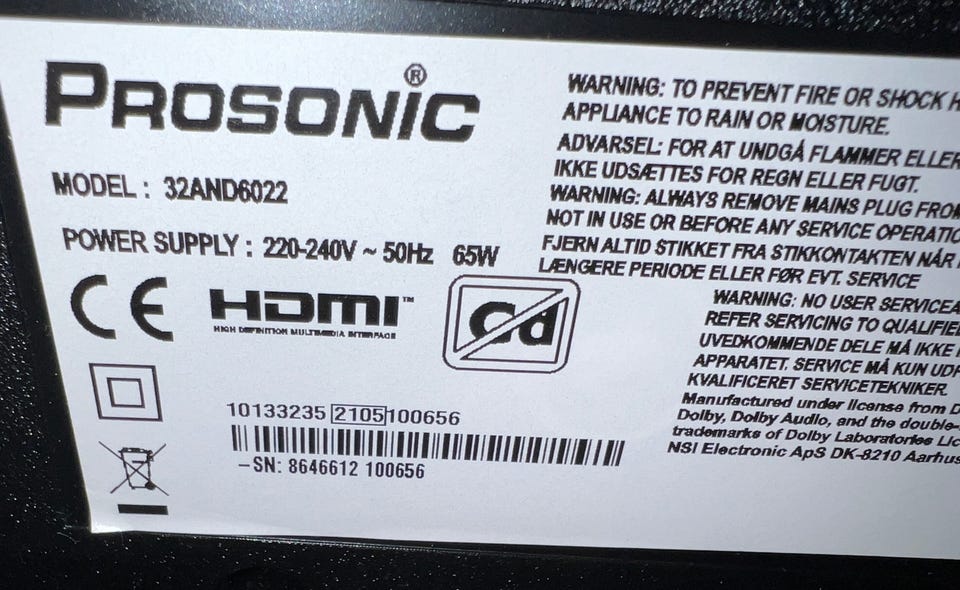 PROSONIC®
MODEL : 32AND6022
POWER SUPPLY : 220-240V ~ 50Hz 65W
CE
HDMI™
HIGH DEFINITION MULTIMEDIA INTERFACE
Cd
10133235 2105 100656
-SN: 8646612 100656
WARNING: TO PREVENT FIRE OR SHOCK
APPLIANCE TO RAIN OR MOISTURE.
ADVARSEL: FOR AT UNDGÅ FLAMMER ELLER
IKKE UDSÆTTES FOR REGN ELLER FUGT.
WARNING: ALWAYS REMOVE MAINS PLUG FROM
NOT IN USE OR BEFORE ANY SERVICE
FJERN ALTID STIKKET FRA STIKKONTAKTEN NÅR
LÆNGERE PERIODE ELLER FØR EVT. SERVICE
WARNING: NO USER
REFER SERVICING TO
UVEDKOMMENDE DELE MÅ IKKE
APPARATET. SERVICE MÅ KUN
KVALIFICERET SERVICETEKNIKER.
Manufactured under license from
Dolby, Dolby Audio, and the
trademarks of Dolby Laboratories
NSI Electronic ApS DK-8210 Aarhus